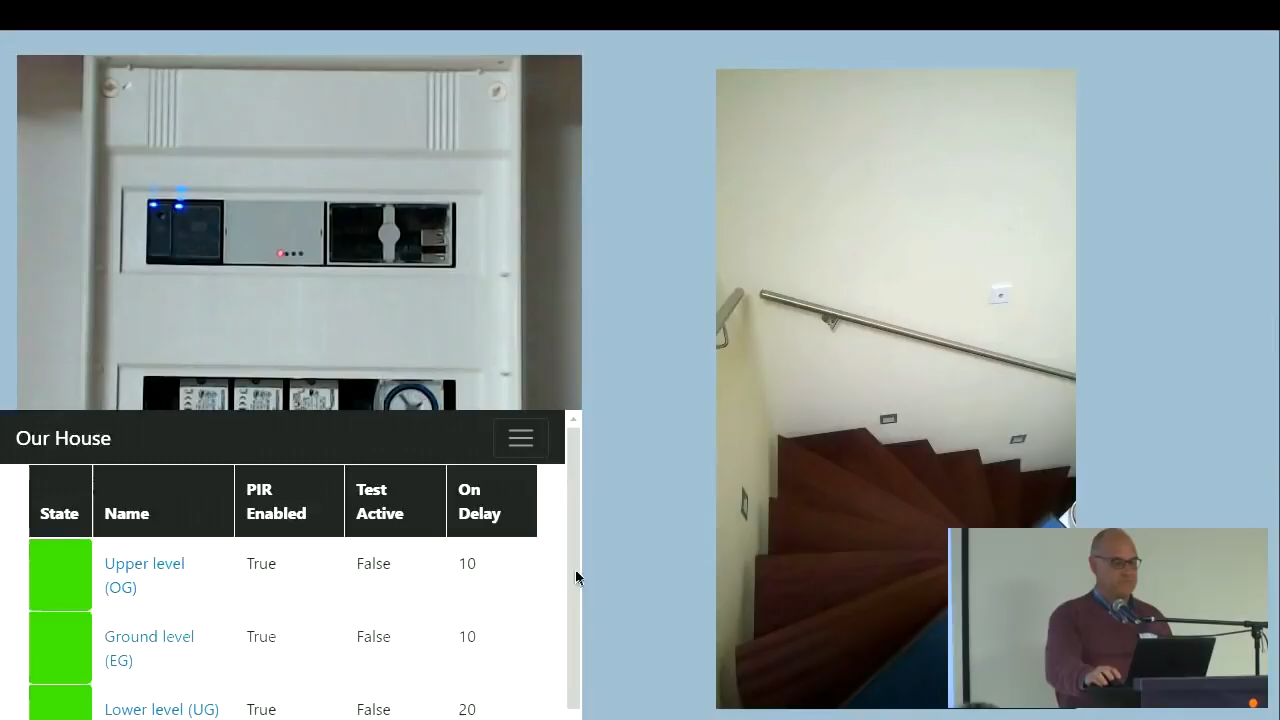 Our House
State Name PIR Enabled Test Active On Delay
Upper level (OG) True False 10
Ground level (EG) True False 10
Lower level (UG) True False 20